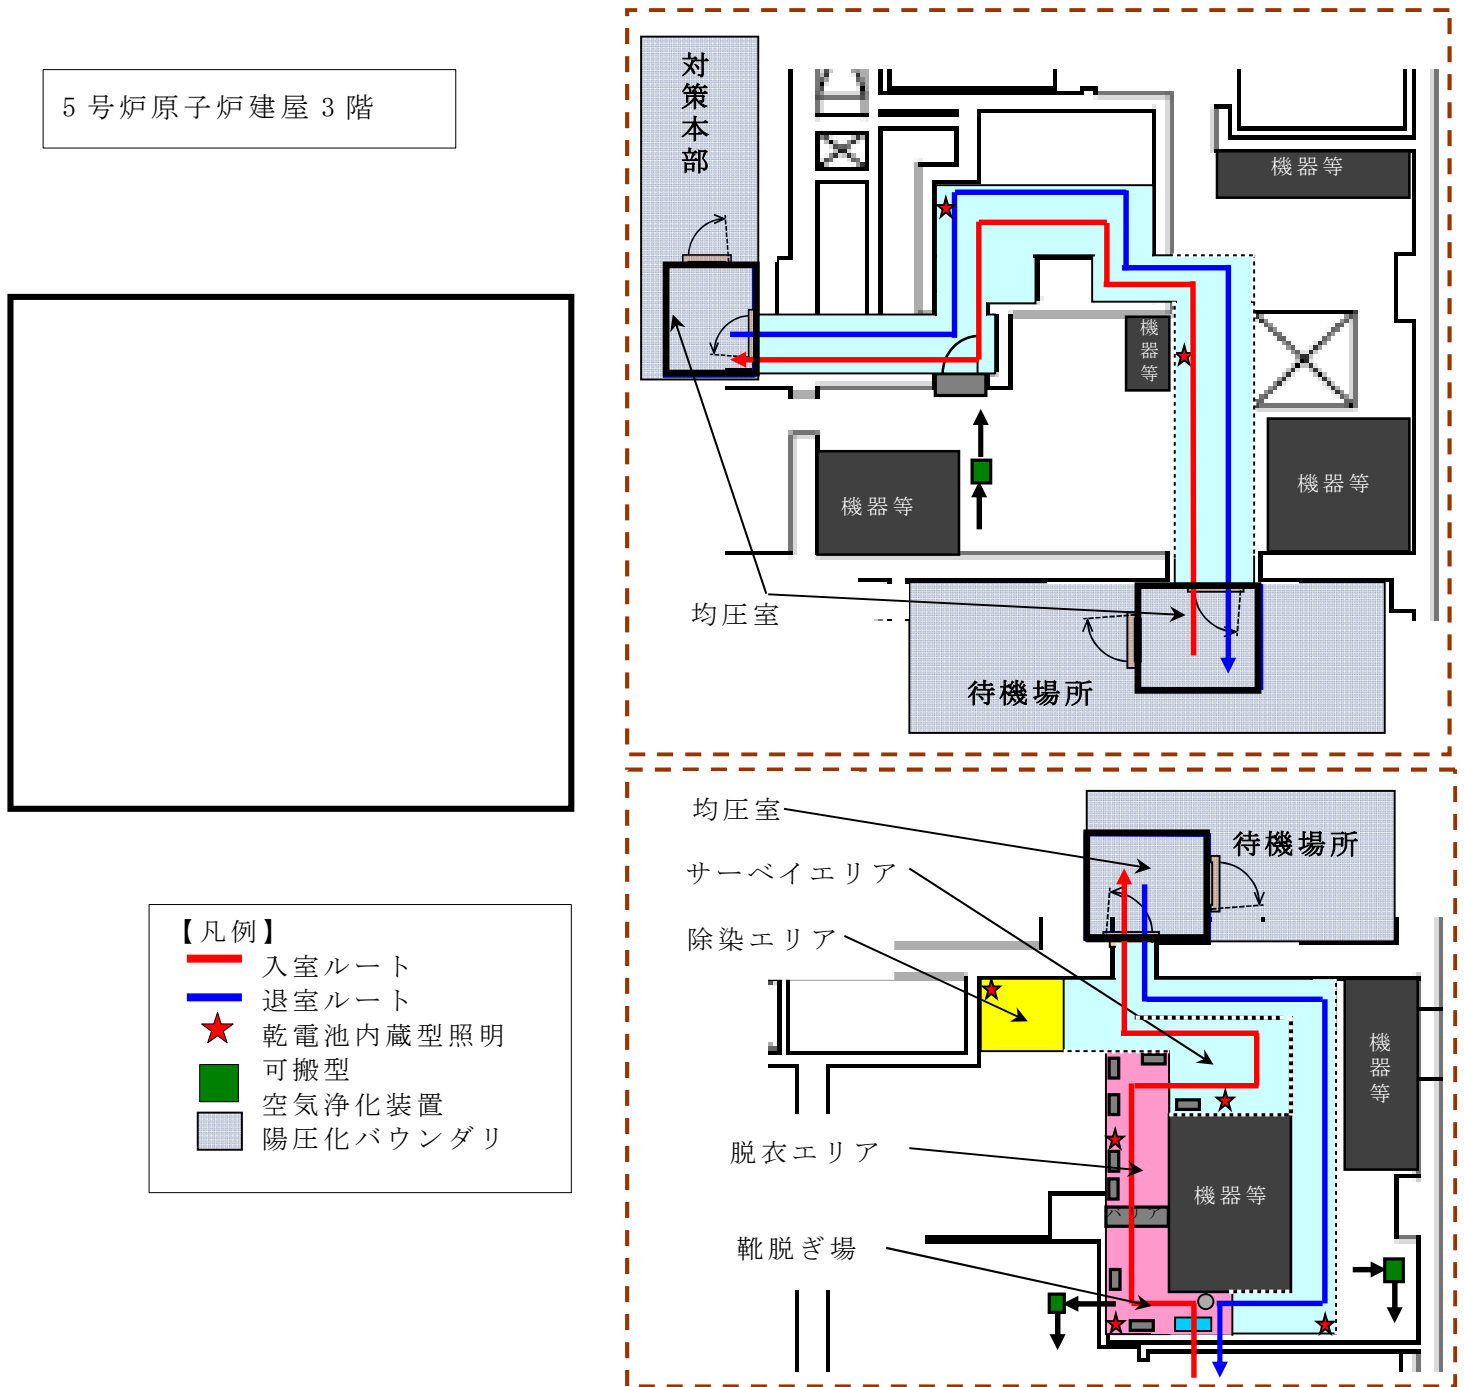 5号炉原子炉建屋3階
対策本部
機器等
機器等
機器等
機器等
均圧室
待機場所
均圧室
待機場所
サーベイエリア
除染エリア
機器等
脱衣エリア
機器等
バリア
靴脱ぎ場
【凡例】
入室ルート
退室ルート
乾電池内蔵型照明
可搬型
空気浄化装置
陽圧化バウンダリ